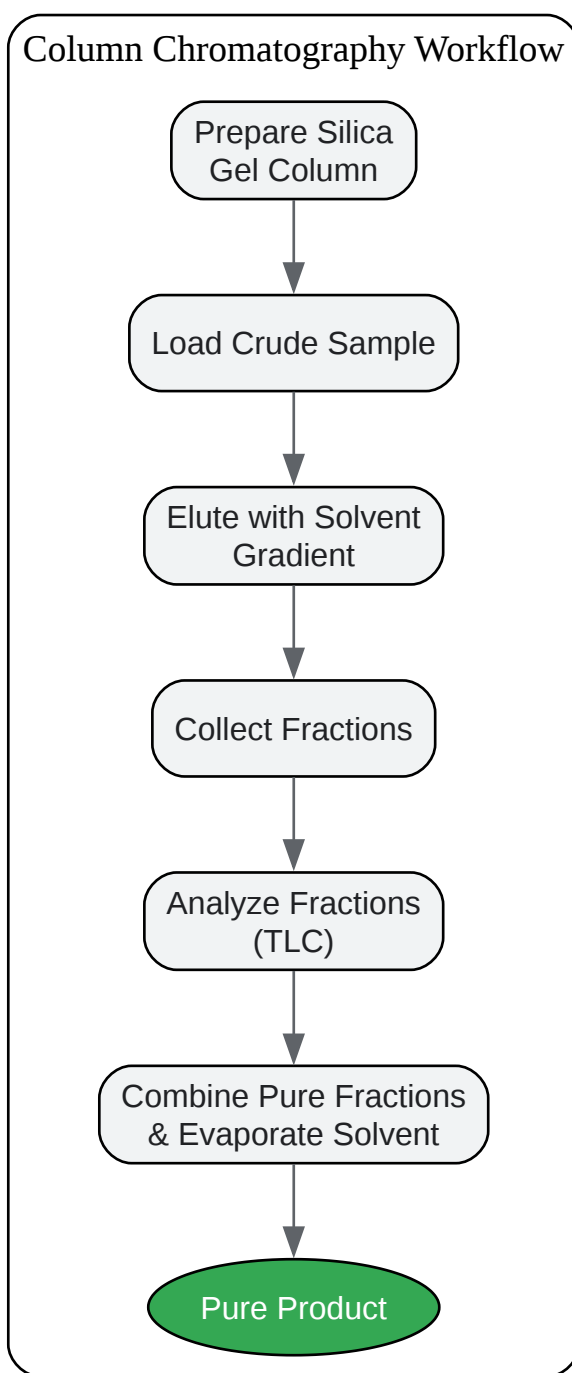 Column Chromatography Workflow
Prepare Silica
Gel Column
Load Crude Sample
Elute with Solvent
Gradient
Collect Fractions
Analyze Fractions
(TLC)
Combine Pure Fractions
& Evaporate Solvent
Pure Product